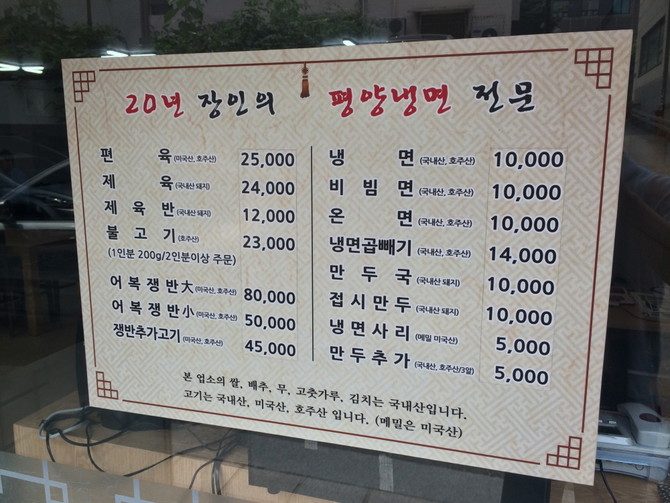 20년 장인의 평양냉면 전문
편육 (미국산, 호주산) 25,000
제육 (국내산 돼지) 24,000
제육반 (국내산 돼지) 12,000
불고기 (호주산) 23,000
(1인분 200g/2인분이상 주문)
어복쟁반大 (미국산, 호주산) 80,000
어복쟁반小 (미국산, 호주산) 50,000
쟁반추가고기 (미국산, 호주산) 45,000
냉면 (국내산, 호주산) 10,000
비빔면 (국내산, 호주산) 10,000
온면 (국내산, 호주산) 10,000
냉면곱빼기 (국내산, 호주산) 14,000
만두국 (국내산 돼지) 10,000
접시만두 (국내산 돼지) 10,000
냉면사리 (메밀 미국산) 5,000
만두추가 (국내산, 호주산/3알) 5,000
본 업소의 쌀, 배추, 무, 고춧가루, 김치는 국내산입니다.
고기는 국내산, 미국산, 호주산 입니다. (메밀은 미국산)